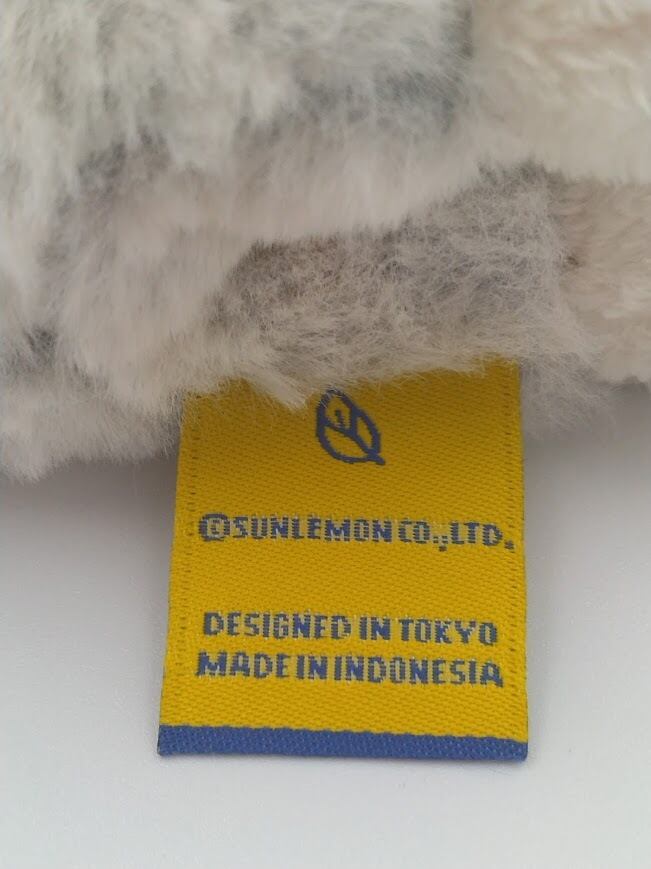 ©SUNLEMON CO.,LTD.
DESIGNED IN TOKYO
MADE IN INDONESIA